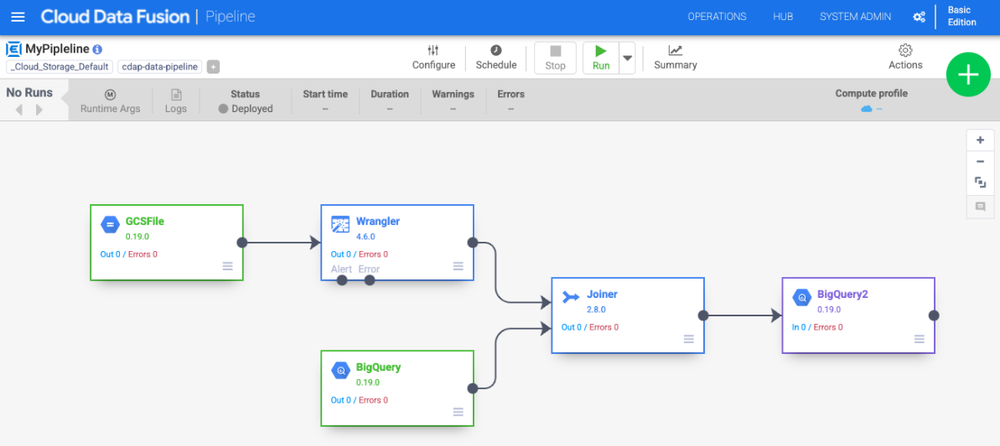 Cloud Data Fusion | Pipeline
OPERATIONS
HUB
SYSTEM ADMIN
Basic
Edition
MyPipleline
_Cloud_Storage_Default
cdap-data-pipeline
+
Configure
Schedule
Stop
Run
Summary
Actions
No Runs
M
Runtime Args
Logs
Status
Deployed
Start time
--
Duration
--
Warnings
--
Errors
--
Compute profile
--
GCSFile
0.19.0
Out 0 / Errors 0
Wrangler
4.6.0
Out 0 / Errors 0
Alert Error
Joiner
2.8.0
Out 0 / Errors 0
BigQuery2
0.19.0
In 0 / Errors 0
BigQuery
0.19.0
Out 0 / Errors 0